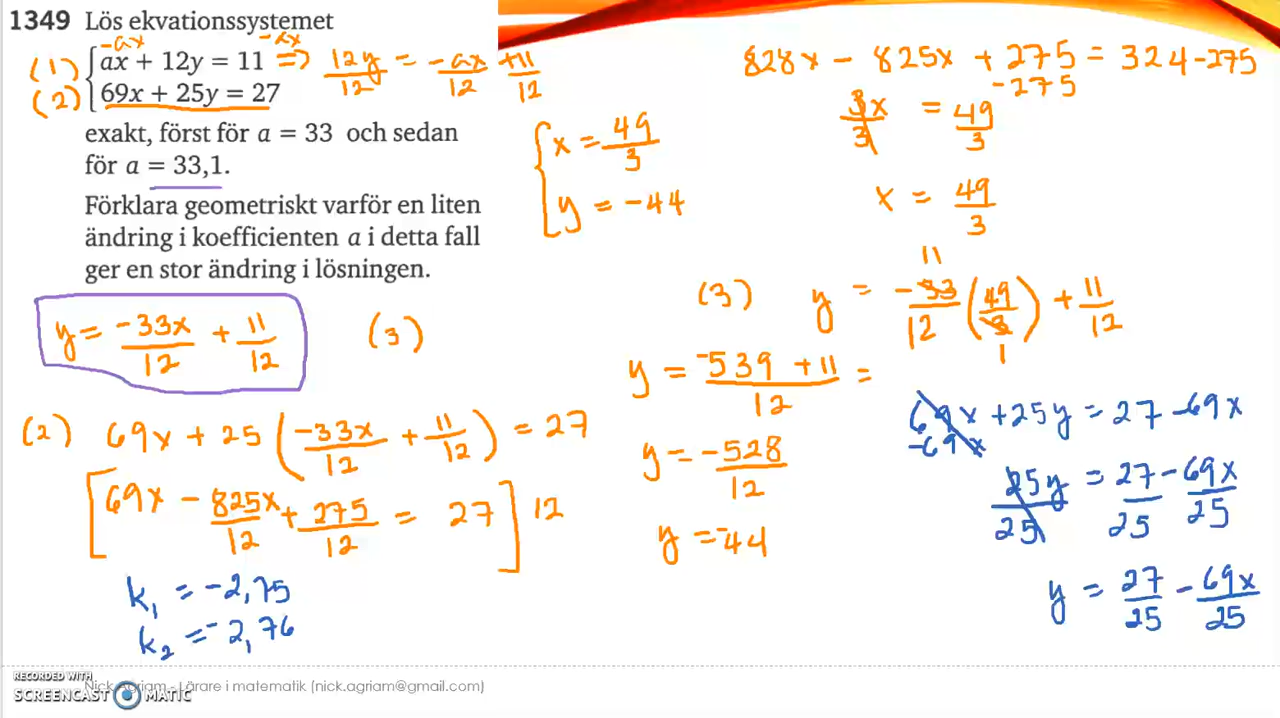 1349 Lös ekvationssystemet
-ax -ax
(1) ax + 12y = 11 => 12y/12 = -ax/12 + 11/12
(2) 69x + 25y = 27
exakt, först för a = 33 och sedan
för a = 33,1.
Förklara geometriskt varför en liten
ändring i koefficienten a i detta fall
ger en stor ändring i lösningen.
y = -33x/12 + 11/12 (3)
(2) 69x + 25 (-33x/12 + 11/12) = 27
[69x - 825x/12 + 275/12 = 27] 12
k₁ = -2,75
k₂ = -2,76
x = 49/3
y = -44
828x - 825x + 275 = 324 - 275
-275
3x/3 = 49/3
x = 49/3
11
(3) y = -33/12 (49/3) + 11/12
1
y = -539 + 11/12 =
y = -528/12
y = -44
69x + 25y = 27 - 69x
-69x
25y/25 = 27/25 - 69x/25
y = 27/25 - 69x/25
RECORDED WITH
SCREENCAST MATIC
Nick Agriam - Lärare i matematik (nick.agriam@gmail.com)